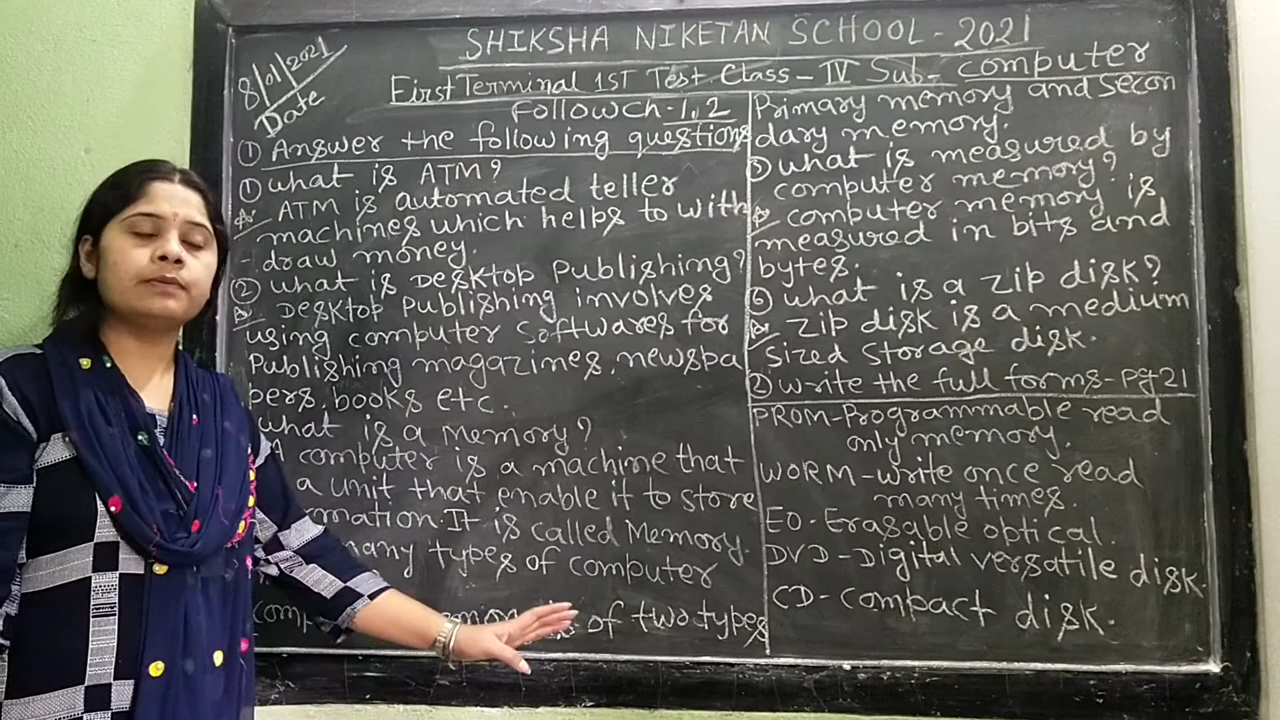 8/01/2021
Date
SHIKSHA NIKETAN SCHOOL - 2021
First Terminal 1ST Test Class - IV Sub - computer
Follow ch - 1, 2
① Answer the following questions
① what is ATM?
As - ATM is automated teller
machines which helps to with
- draw money.
② what is Desktop Publishing?
As - Desktop Publishing involves
using computer softwares for
Publishing magazines, newspa
pers, books etc.
what is a Memory?
A computer is a machine that
a unit that enable it to store
mation. It is called Memory.
many types of computer
comp is of two types
Primary memory and secon
dary memory.
⑤ what is measured by
computer memory?
As - computer memory is
measured in bits and
bytes.
⑥ what is a zip disk?
As - zip disk is a medium
sized storage disk.
② write the full forms - pg 21
PROM - Programmable read
only memory.
WORM - write once read
many times.
EO - Erasable optical.
DVD - Digital versatile disk.
CD - compact disk.